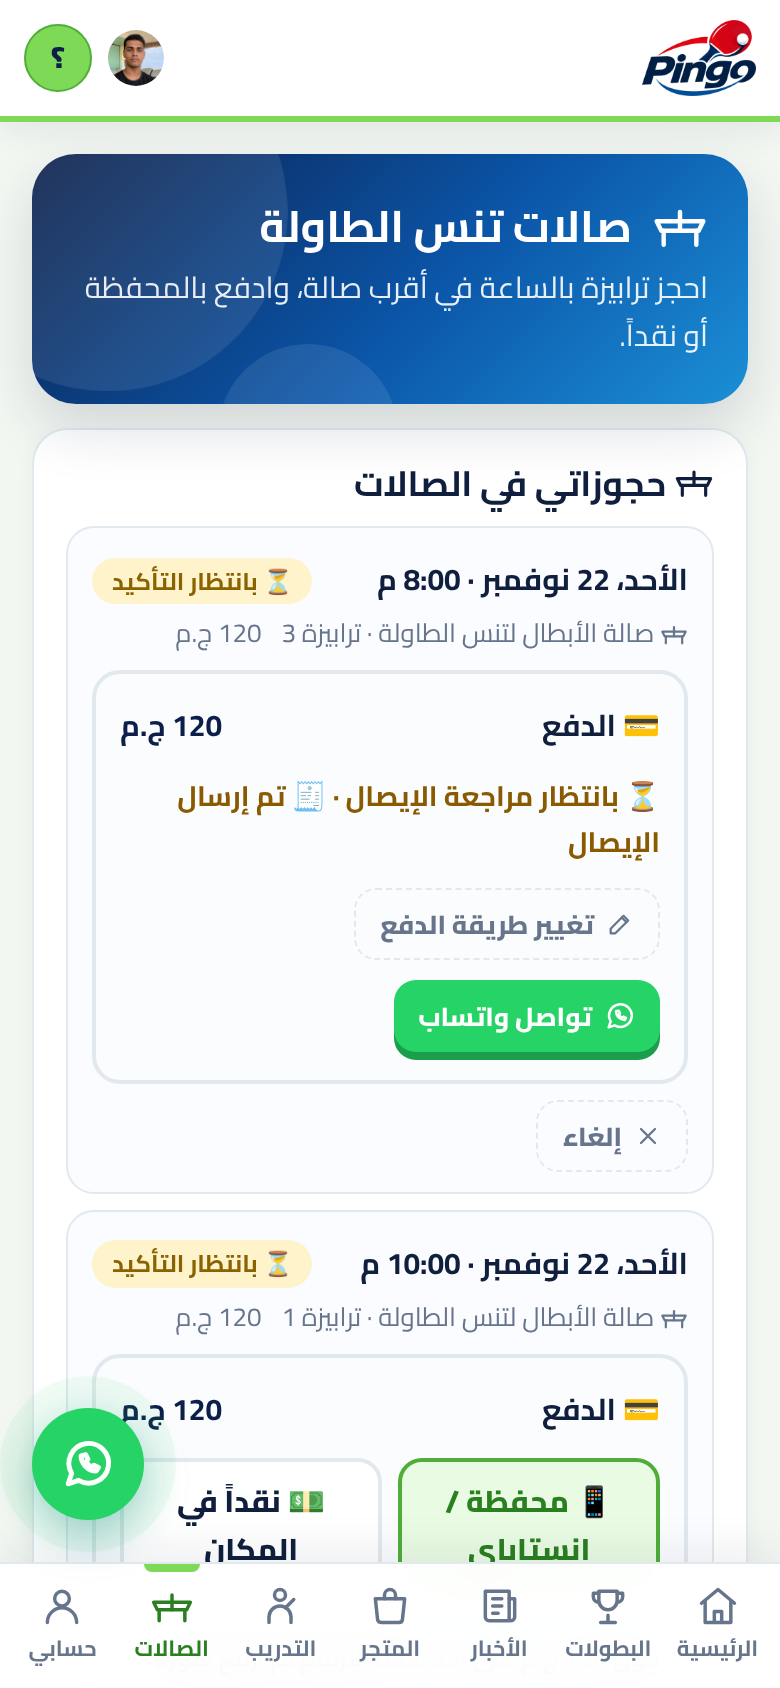 ؟
Pingo
صالات تنس الطاولة
احجز ترابيزة بالساعة في أقرب صالة، وادفع بالمحفظة
أو نقداً.
حجوزاتي في الصالات
الأحد، 22 نوفمبر · 8:00 م
⏳ بانتظار التأكيد
صالة الأبطال لتنس الطاولة · ترابيزة 3 120 ج.م
💳 الدفع
120 ج.م
⏳ بانتظار مراجعة الإيصال · 🧾 تم إرسال
الإيصال
تغيير طريقة الدفع
تواصل واتساب
إلغاء
الأحد، 22 نوفمبر · 10:00 م
⏳ بانتظار التأكيد
صالة الأبطال لتنس الطاولة · ترابيزة 1 120 ج.م
💳 الدفع
120 ج.م
📱 محفظة /
انستاباي
💵 نقداً في
المكان
الرئيسية
البطولات
الأخبار
المتجر
التدريب
الصالات
حسابي